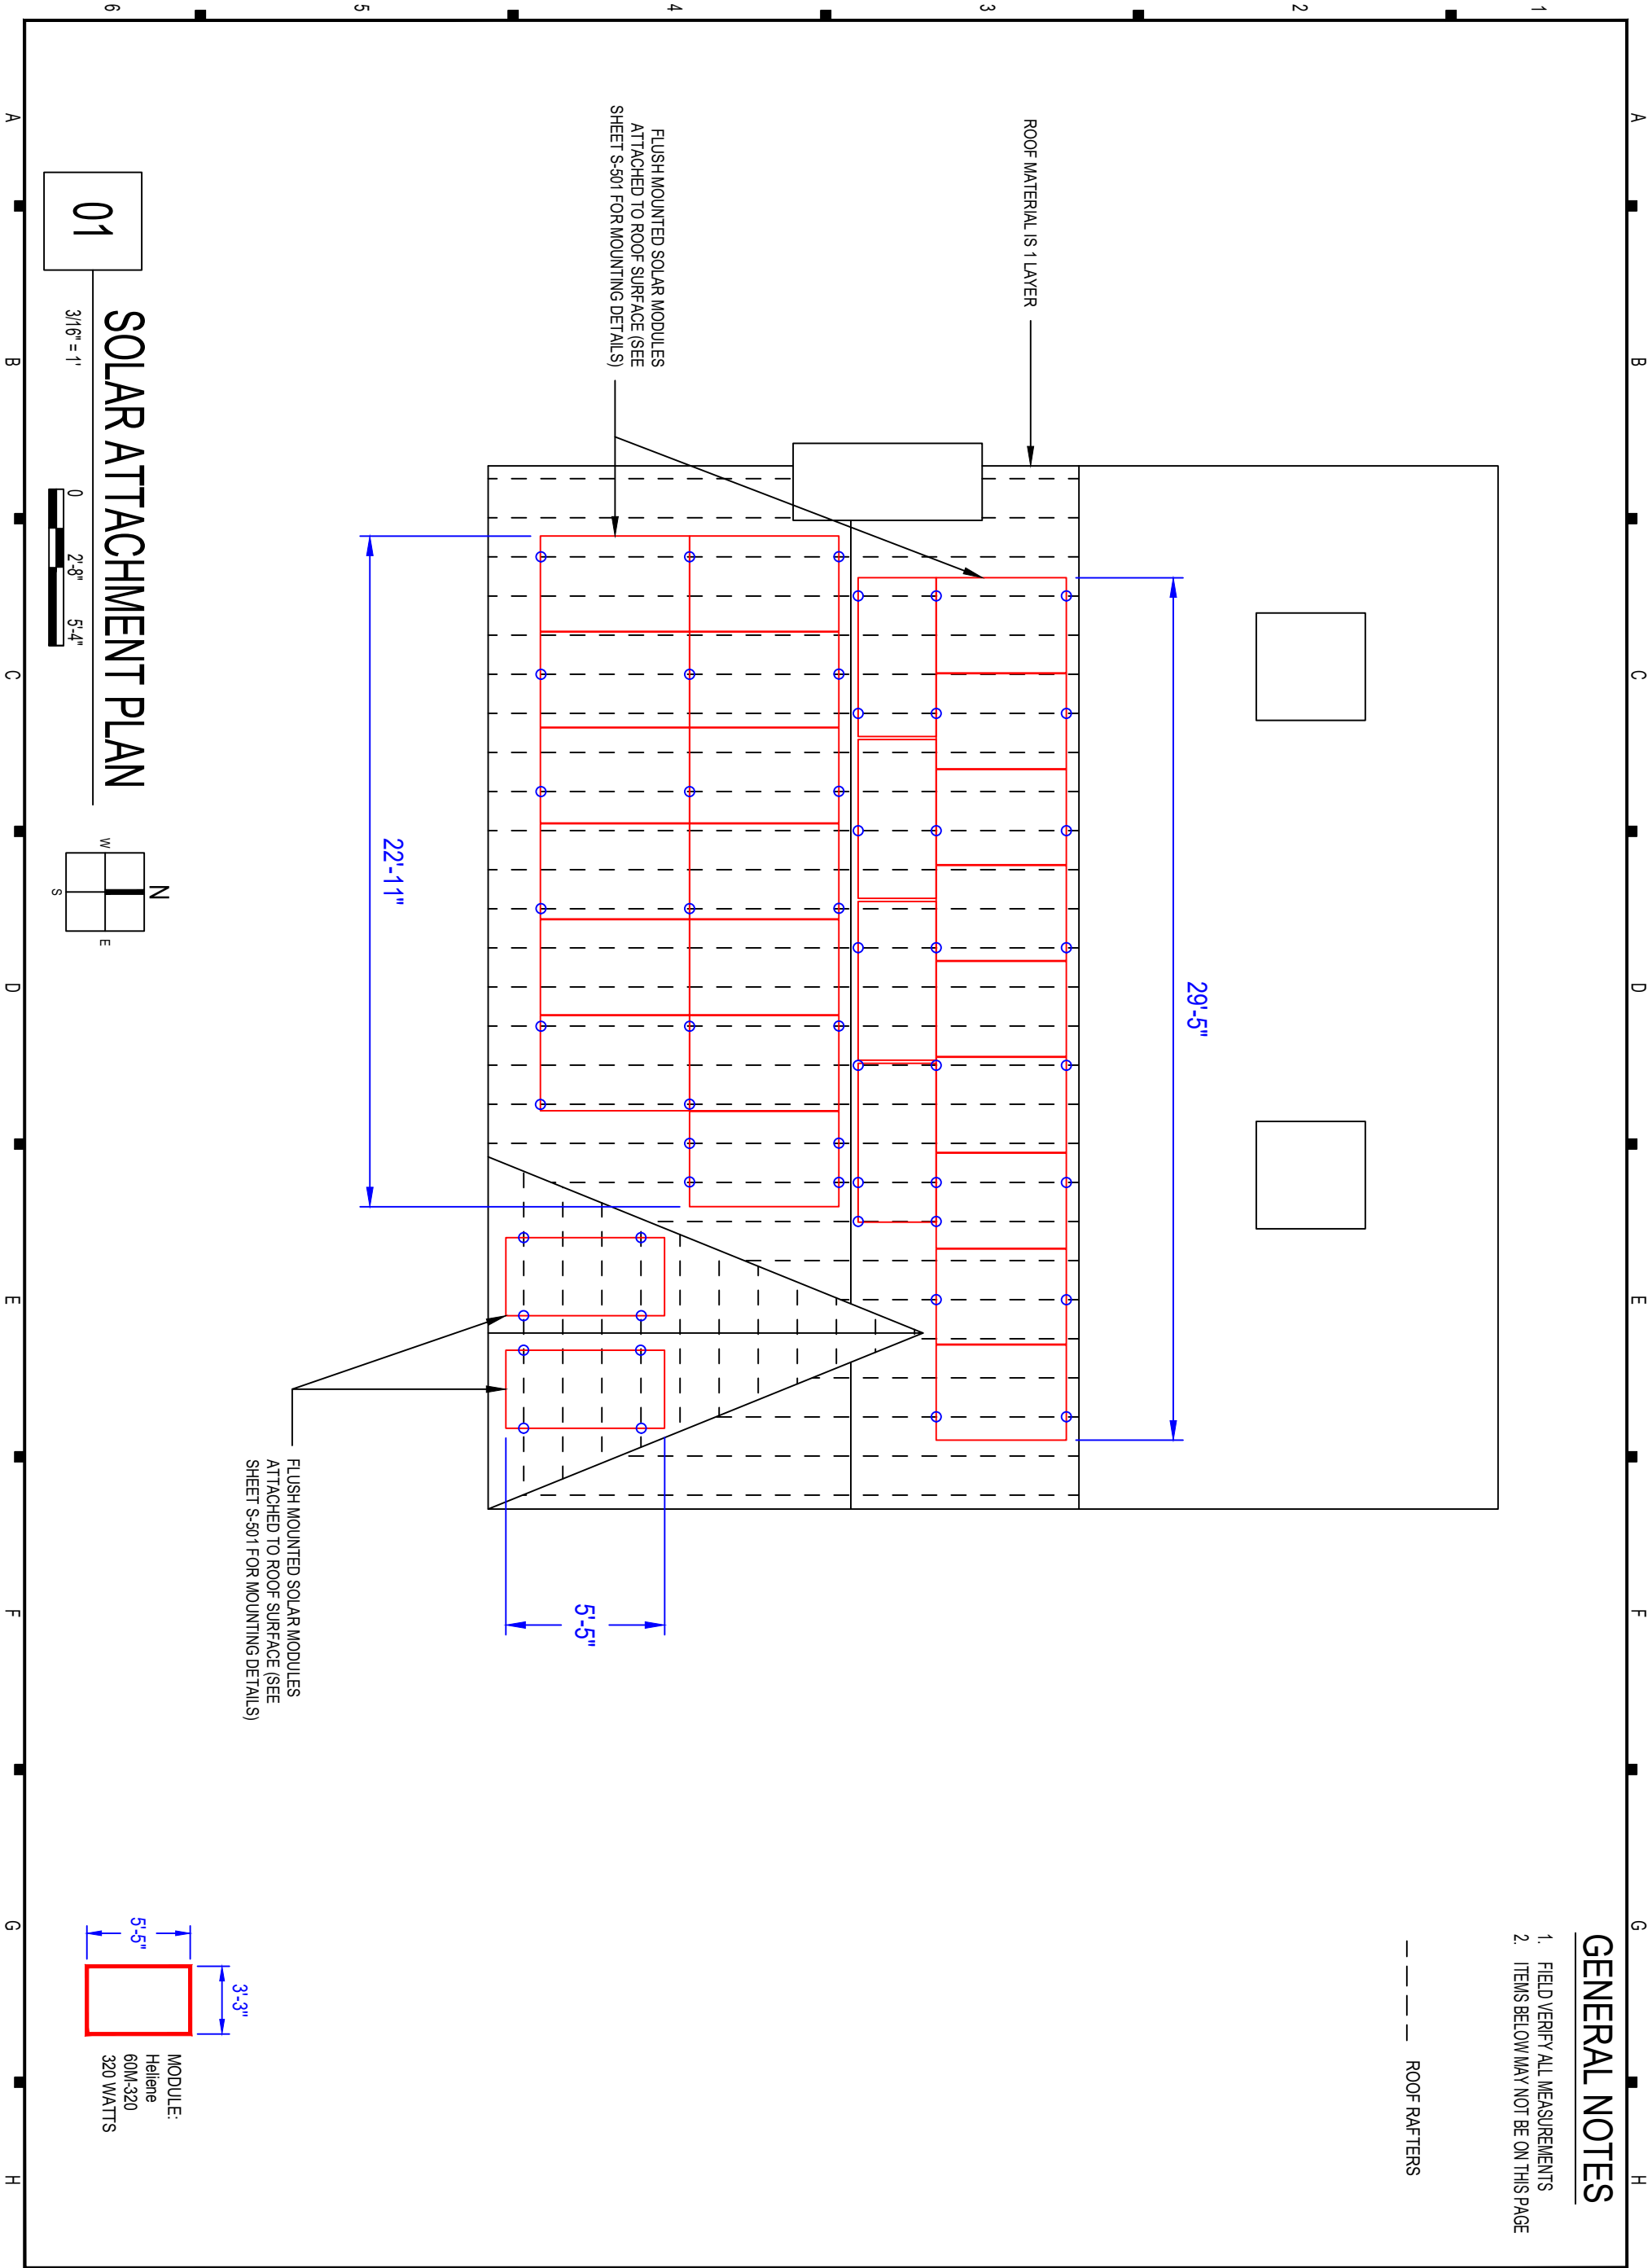 1
2
3
4
5
6
A
B
C
D
E
F
G
H
A
B
C
D
E
F
G
H
GENERAL NOTES
1. FIELD VERIFY ALL MEASUREMENTS
2. ITEMS BELOW MAY NOT BE ON THIS PAGE
ROOF RAFTERS
ROOF MATERIAL IS 1 LAYER
FLUSH MOUNTED SOLAR MODULES
ATTACHED TO ROOF SURFACE (SEE
SHEET S-501 FOR MOUNTING DETAILS)
29'-5"
22'-11"
5'-5"
FLUSH MOUNTED SOLAR MODULES
ATTACHED TO ROOF SURFACE (SEE
SHEET S-501 FOR MOUNTING DETAILS)
01
SOLAR ATTACHMENT PLAN
3/16" = 1'
0 2'-8" 5'-4"
N
W
E
S
3'-3"
5'-5"
MODULE:
Heliene
60M-320
320 WATTS